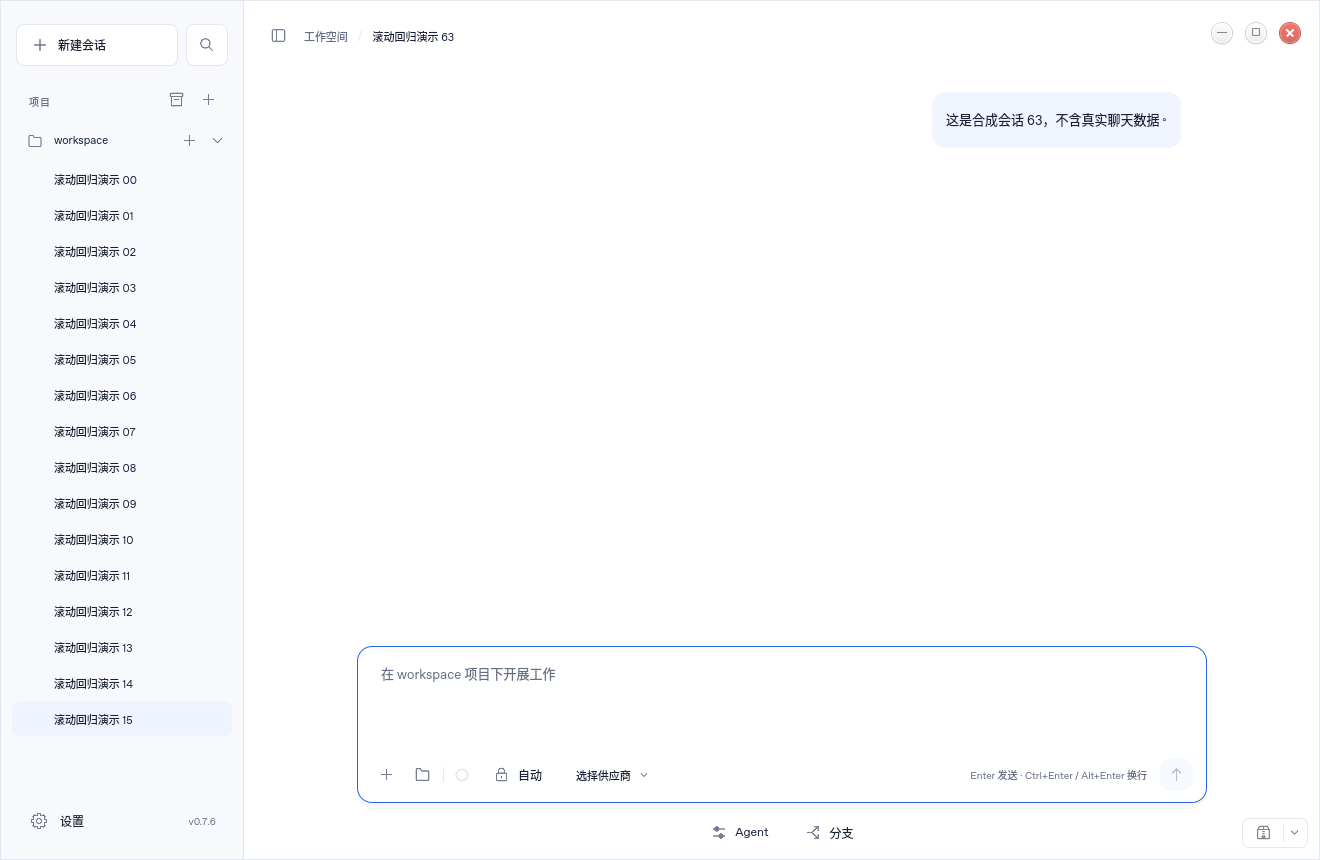 新建会话
项目
workspace
滚动回归演示 00
滚动回归演示 01
滚动回归演示 02
滚动回归演示 03
滚动回归演示 04
滚动回归演示 05
滚动回归演示 06
滚动回归演示 07
滚动回归演示 08
滚动回归演示 09
滚动回归演示 10
滚动回归演示 11
滚动回归演示 12
滚动回归演示 13
滚动回归演示 14
滚动回归演示 15
设置 v0.7.6
工作空间 / 滚动回归演示 63
这是合成会话 63，不含真实聊天数据。
在 workspace 项目下开展工作
自动 选择供应商 Enter 发送 · Ctrl+Enter / Alt+Enter 换行
Agent 分支